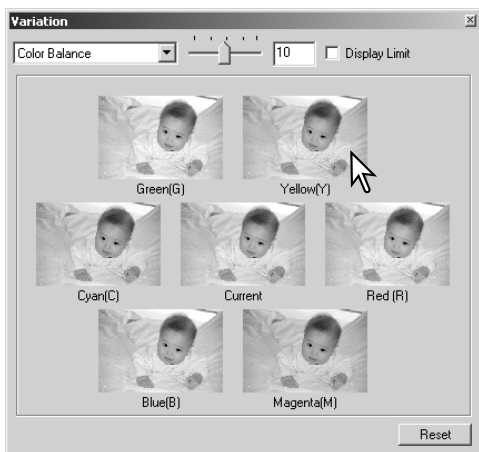 Variation
Color Balance 10 Display Limit
Green(G) Yellow(Y)
Cyan(C) Current Red (R)
Blue(B) Magenta(M)
Reset